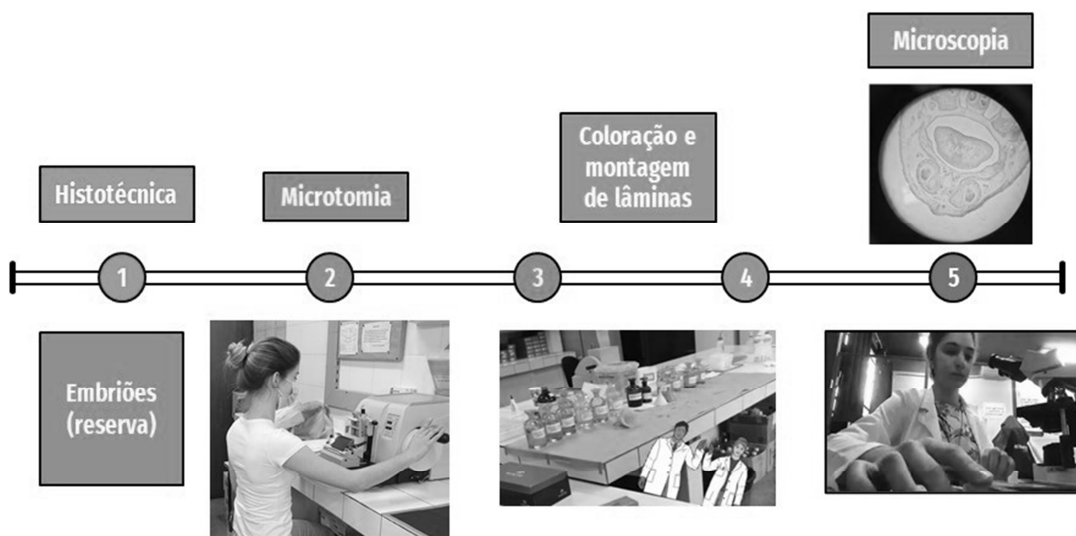 Microscopia
Coloração e
montagem
de lâminas
Histotécnica
Microtomia
1
2
3
4
5
Embriões
(reserva)